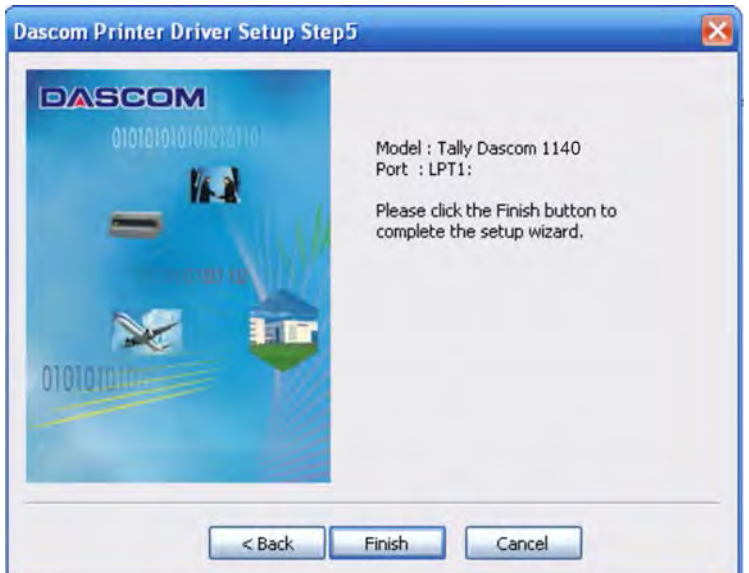 Dascom Printer Driver Setup Step5
DASCOM
Model : Tally Dascom 1140
Port : LPT1:
Please click the Finish button to
complete the setup wizard.
< Back
Finish
Cancel